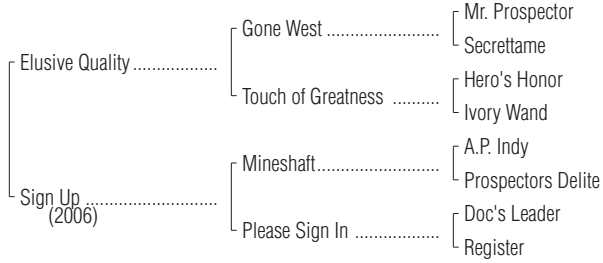 Mr. Prospector
Gone West
Secrettame
Elusive Quality
Hero's Honor
Touch of Greatness
Ivory Wand
A.P. Indy
Mineshaft
Prospectors Delite
Sign Up
(2006)
Doc's Leader
Please Sign In
Register